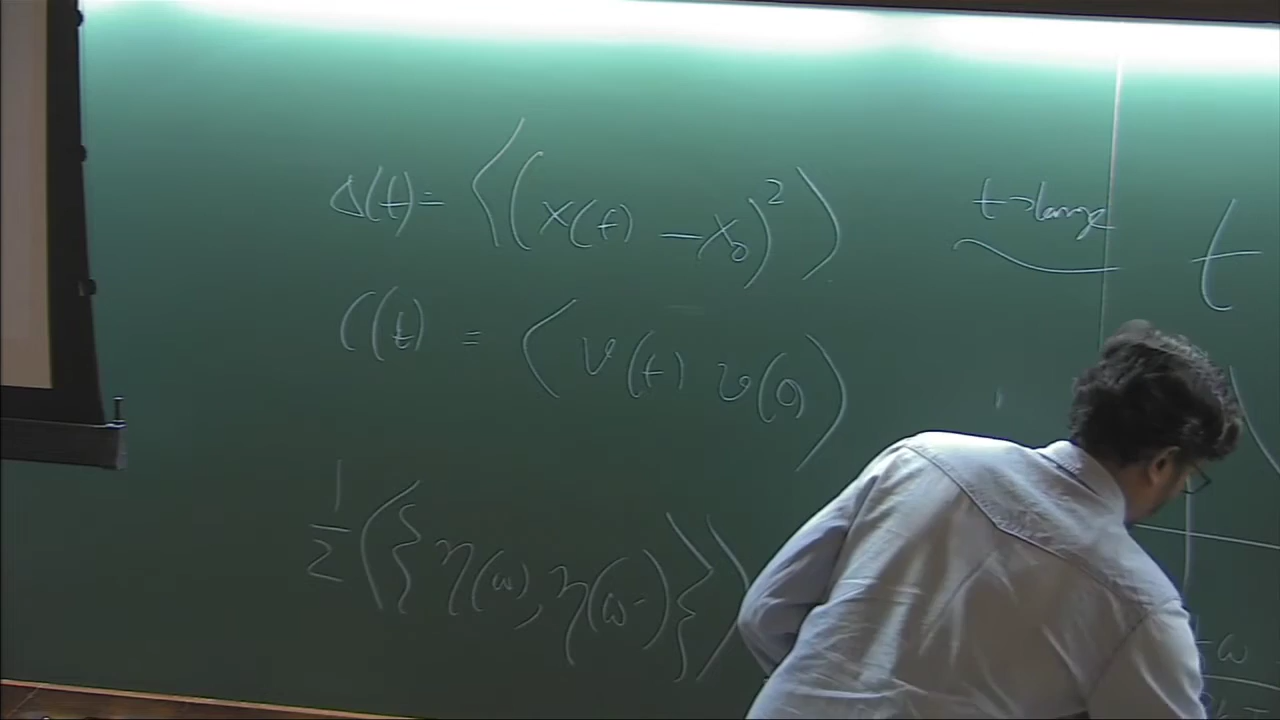 Δ(t) = ⟨(x(t) - x₀)²⟩ t→large t
C(t) = ⟨v(t) v(0)⟩
1/2 ⟨{η(ω), η(ω')}⟩
ω